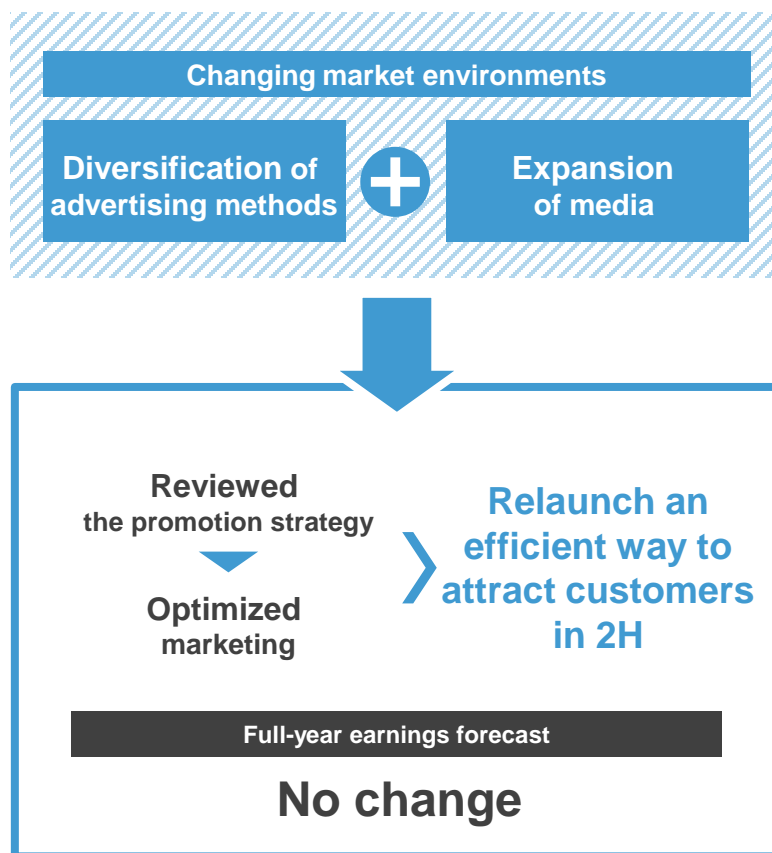 Changing market environments
Diversification of
advertising methods
Expansion
of media
Reviewed
the promotion strategy
Optimized
marketing
Relaunch an
efficient way to
attract customers
in 2H
Full-year earnings forecast
No change